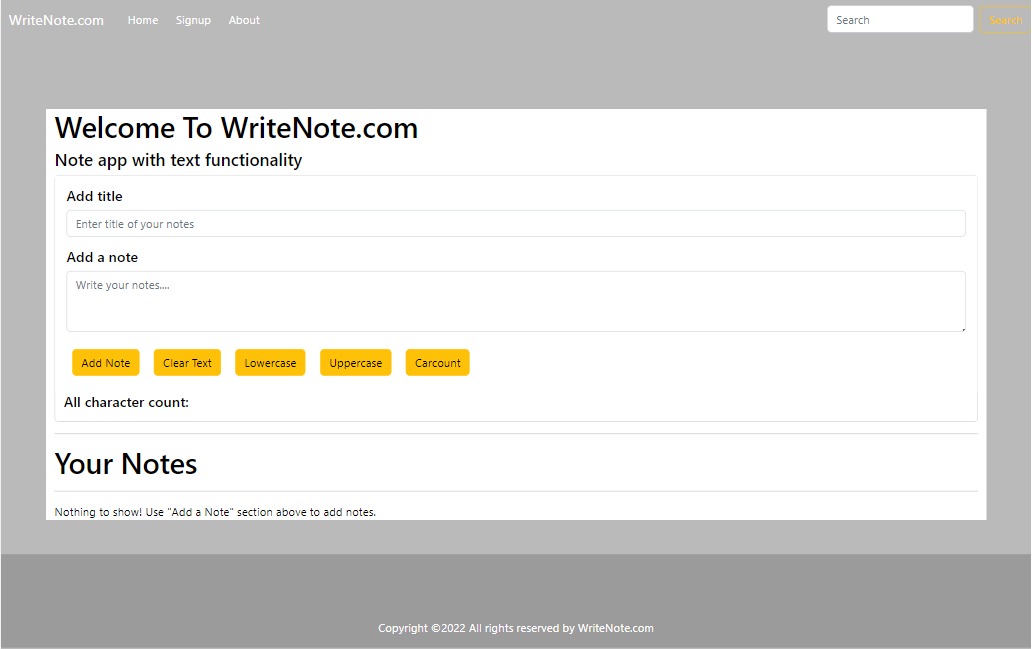 WriteNote.com Home Signup About Search Search
Welcome To WriteNote.com
Note app with text functionality
Add title
Enter title of your notes
Add a note
Write your notes....
Add Note Clear Text Lowercase Uppercase Carcount
All character count:
Your Notes
Nothing to show! Use "Add a Note" section above to add notes.
Copyright ©2022 All rights reserved by WriteNote.com